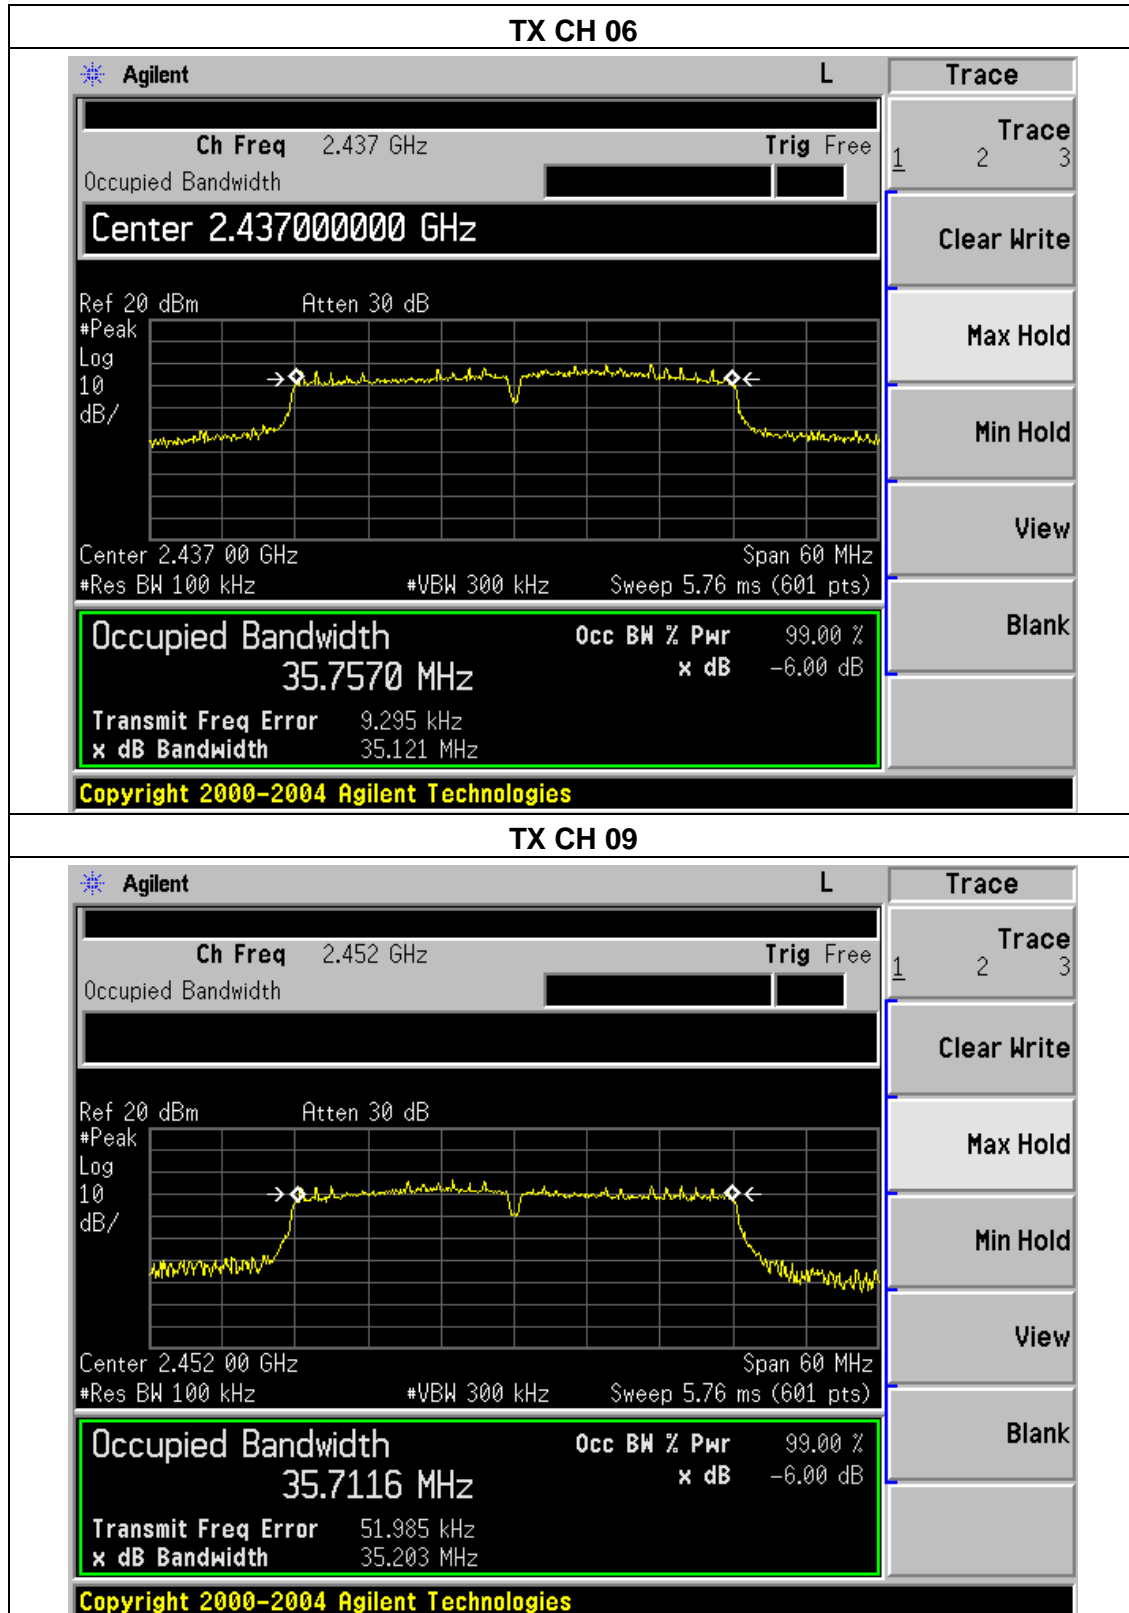 TX CH 06
Agilent L Trace
Ch Freq 2.437 GHz Trig Free
Occupied Bandwidth
Center 2.437000000 GHz
Ref 20 dBm Atten 30 dB
#Peak
Log
10
dB/
Center 2.437 00 GHz Span 60 MHz
#Res BW 100 kHz #VBW 300 kHz Sweep 5.76 ms (601 pts)
Occupied Bandwidth Occ BW % Pwr 99.00 %
35.7570 MHz x dB -6.00 dB
Transmit Freq Error 9.295 kHz
x dB Bandwidth 35.121 MHz
Copyright 2000-2004 Agilent Technologies
Trace
1 2 3
Clear Write
Max Hold
Min Hold
View
Blank
TX CH 09
Agilent L Trace
Ch Freq 2.452 GHz Trig Free
Occupied Bandwidth
Ref 20 dBm Atten 30 dB
#Peak
Log
10
dB/
Center 2.452 00 GHz Span 60 MHz
#Res BW 100 kHz #VBW 300 kHz Sweep 5.76 ms (601 pts)
Occupied Bandwidth Occ BW % Pwr 99.00 %
35.7116 MHz x dB -6.00 dB
Transmit Freq Error 51.985 kHz
x dB Bandwidth 35.203 MHz
Copyright 2000-2004 Agilent Technologies
Trace
1 2 3
Clear Write
Max Hold
Min Hold
View
Blank